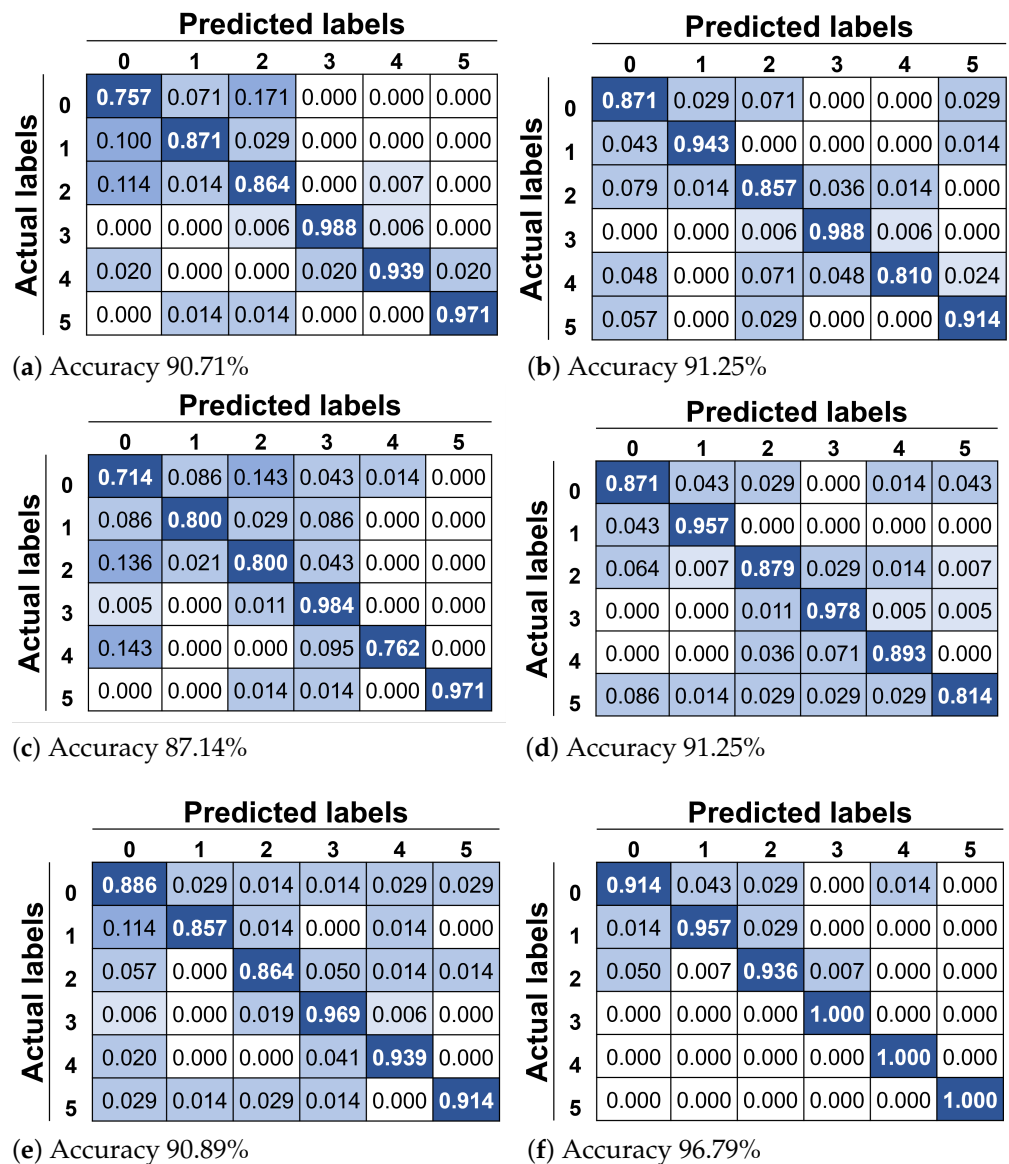 Predicted labels
0 1 2 3 4 5
Actual labels
0 0.757 0.071 0.171 0.000 0.000 0.000
1 0.100 0.871 0.029 0.000 0.000 0.000
2 0.114 0.014 0.864 0.000 0.007 0.000
3 0.000 0.000 0.006 0.988 0.006 0.000
4 0.020 0.000 0.000 0.020 0.939 0.020
5 0.000 0.014 0.014 0.000 0.000 0.971
(a) Accuracy 90.71%
Predicted labels
0 1 2 3 4 5
Actual labels
0 0.871 0.029 0.071 0.000 0.000 0.029
1 0.043 0.943 0.000 0.000 0.000 0.014
2 0.079 0.014 0.857 0.036 0.014 0.000
3 0.000 0.000 0.006 0.988 0.006 0.000
4 0.048 0.000 0.071 0.048 0.810 0.024
5 0.057 0.000 0.029 0.000 0.000 0.914
(b) Accuracy 91.25%
Predicted labels
0 1 2 3 4 5
Actual labels
0 0.714 0.086 0.143 0.043 0.014 0.000
1 0.086 0.800 0.029 0.086 0.000 0.000
2 0.136 0.021 0.800 0.043 0.000 0.000
3 0.005 0.000 0.011 0.984 0.000 0.000
4 0.143 0.000 0.000 0.095 0.762 0.000
5 0.000 0.000 0.014 0.014 0.000 0.971
(c) Accuracy 87.14%
Predicted labels
0 1 2 3 4 5
Actual labels
0 0.871 0.043 0.029 0.000 0.014 0.043
1 0.043 0.957 0.000 0.000 0.000 0.000
2 0.064 0.007 0.879 0.029 0.014 0.007
3 0.000 0.000 0.011 0.978 0.005 0.005
4 0.000 0.000 0.036 0.071 0.893 0.000
5 0.086 0.014 0.029 0.029 0.029 0.814
(d) Accuracy 91.25%
Predicted labels
0 1 2 3 4 5
Actual labels
0 0.886 0.029 0.014 0.014 0.029 0.029
1 0.114 0.857 0.014 0.000 0.014 0.000
2 0.057 0.000 0.864 0.050 0.014 0.014
3 0.006 0.000 0.019 0.969 0.006 0.000
4 0.020 0.000 0.000 0.041 0.939 0.000
5 0.029 0.014 0.029 0.014 0.000 0.914
(e) Accuracy 90.89%
Predicted labels
0 1 2 3 4 5
Actual labels
0 0.914 0.043 0.029 0.000 0.014 0.000
1 0.014 0.957 0.029 0.000 0.000 0.000
2 0.050 0.007 0.936 0.007 0.000 0.000
3 0.000 0.000 0.000 1.000 0.000 0.000
4 0.000 0.000 0.000 0.000 1.000 0.000
5 0.000 0.000 0.000 0.000 0.000 1.000
(f) Accuracy 96.79%